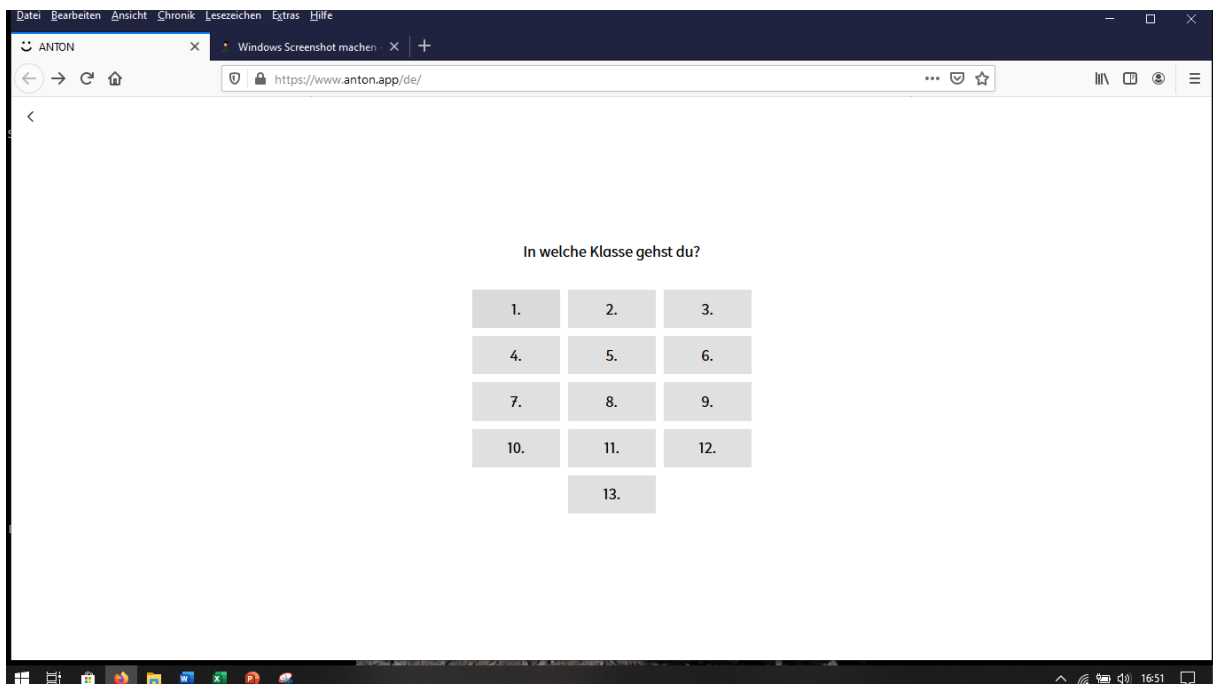 Datei Bearbeiten Ansicht Chronik Lesezeichen Extras Hilfe
ANTON
Windows Screenshot machen -
https://www.anton.app/de/
In welche Klasse gehst du?
1. 2. 3.
4. 5. 6.
7. 8. 9.
10. 11. 12.
13.
16:51